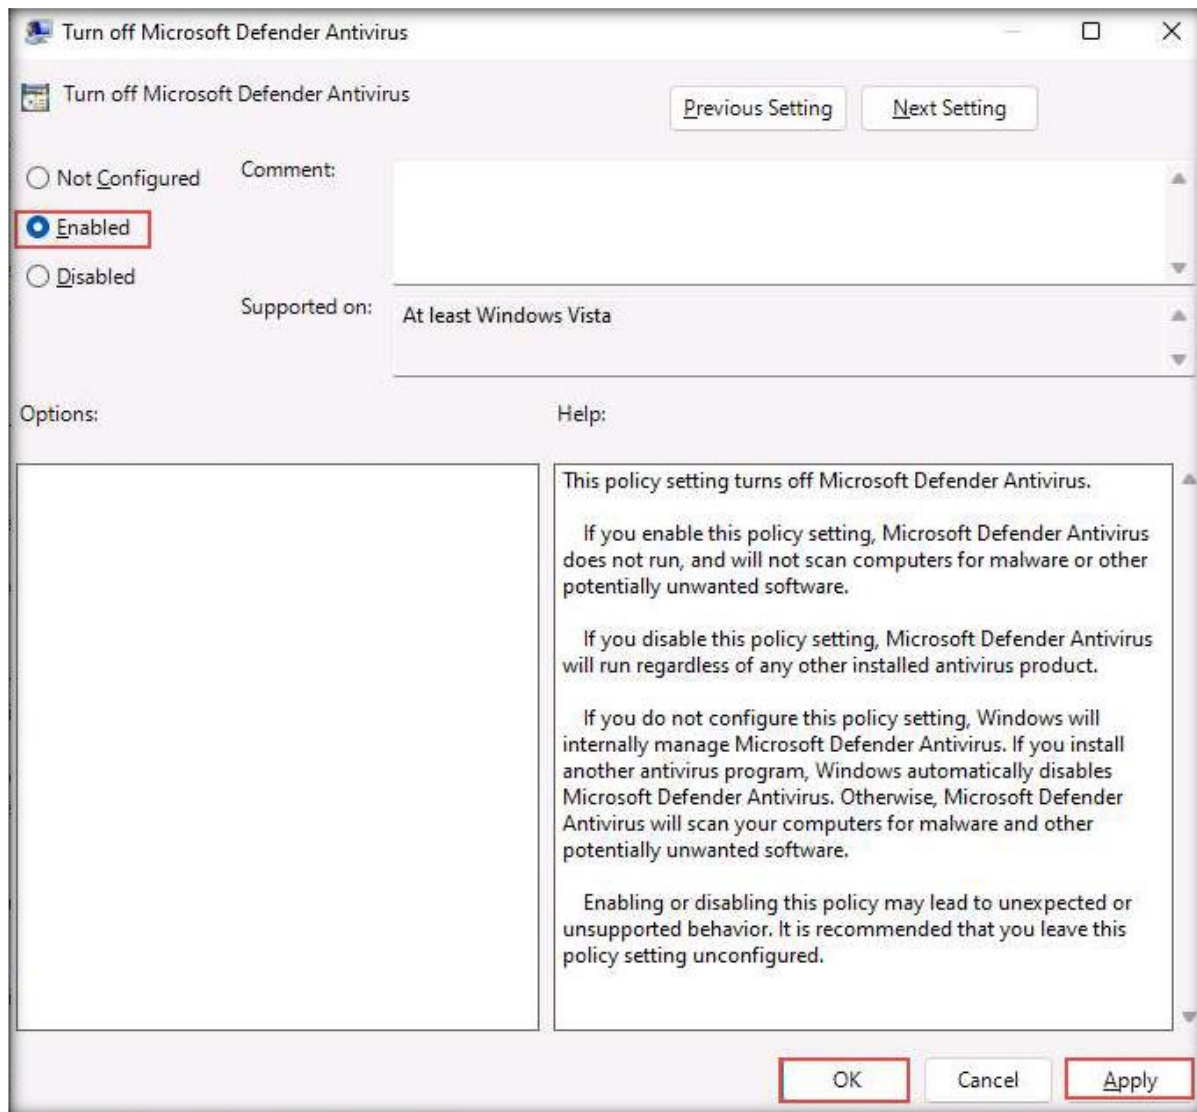 Turn off Microsoft Defender Antivirus
Turn off Microsoft Defender Antivirus
Previous Setting
Next Setting
Not Configured
Comment:
Enabled
Disabled
Supported on:
At least Windows Vista
Options:
Help:
This policy setting turns off Microsoft Defender Antivirus.
If you enable this policy setting, Microsoft Defender Antivirus
does not run, and will not scan computers for malware or other
potentially unwanted software.
If you disable this policy setting, Microsoft Defender Antivirus
will run regardless of any other installed antivirus product.
If you do not configure this policy setting, Windows will
internally manage Microsoft Defender Antivirus. If you install
another antivirus program, Windows automatically disables
Microsoft Defender Antivirus. Otherwise, Microsoft Defender
Antivirus will scan your computers for malware and other
potentially unwanted software.
Enabling or disabling this policy may lead to unexpected or
unsupported behavior. It is recommended that you leave this
policy setting unconfigured.
OK
Cancel
Apply